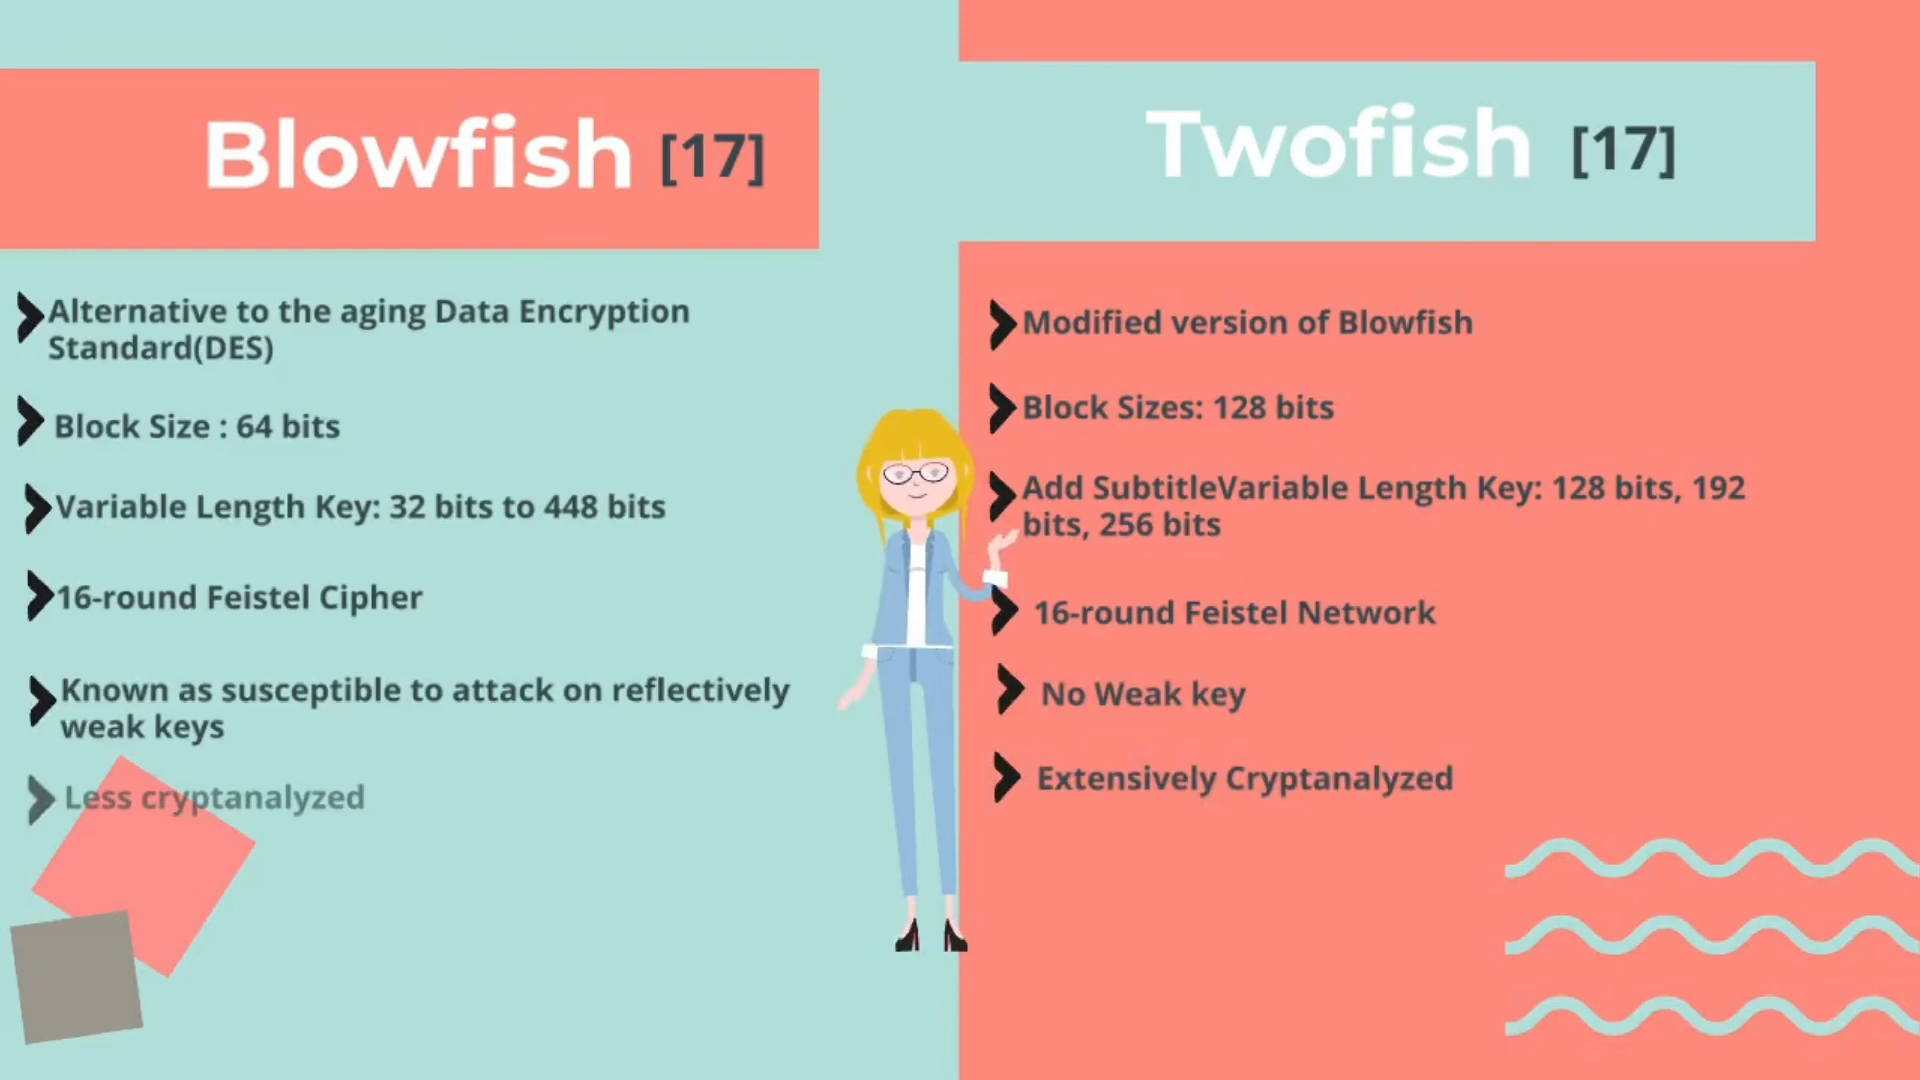 Blowfish [17]
Alternative to the aging Data Encryption
Standard(DES)
Block Size : 64 bits
Variable Length Key: 32 bits to 448 bits
16-round Feistel Cipher
Known as susceptible to attack on reflectively
weak keys
Less cryptanalyzed
Twofish [17]
Modified version of Blowfish
Block Sizes: 128 bits
Add SubtitleVariable Length Key: 128 bits, 192
bits, 256 bits
16-round Feistel Network
No Weak key
Extensively Cryptanalyzed